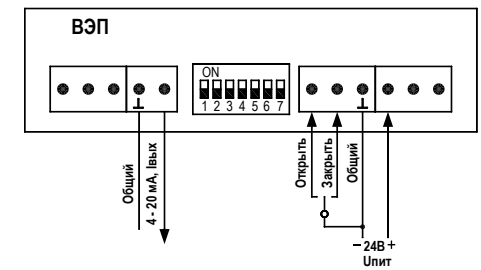 ВЭП
ON
1 2 3 4 5 6 7
Общий
4 - 20 мА, Iвых
Открыть
Закрыть
Общий
– 24В +
Uпит